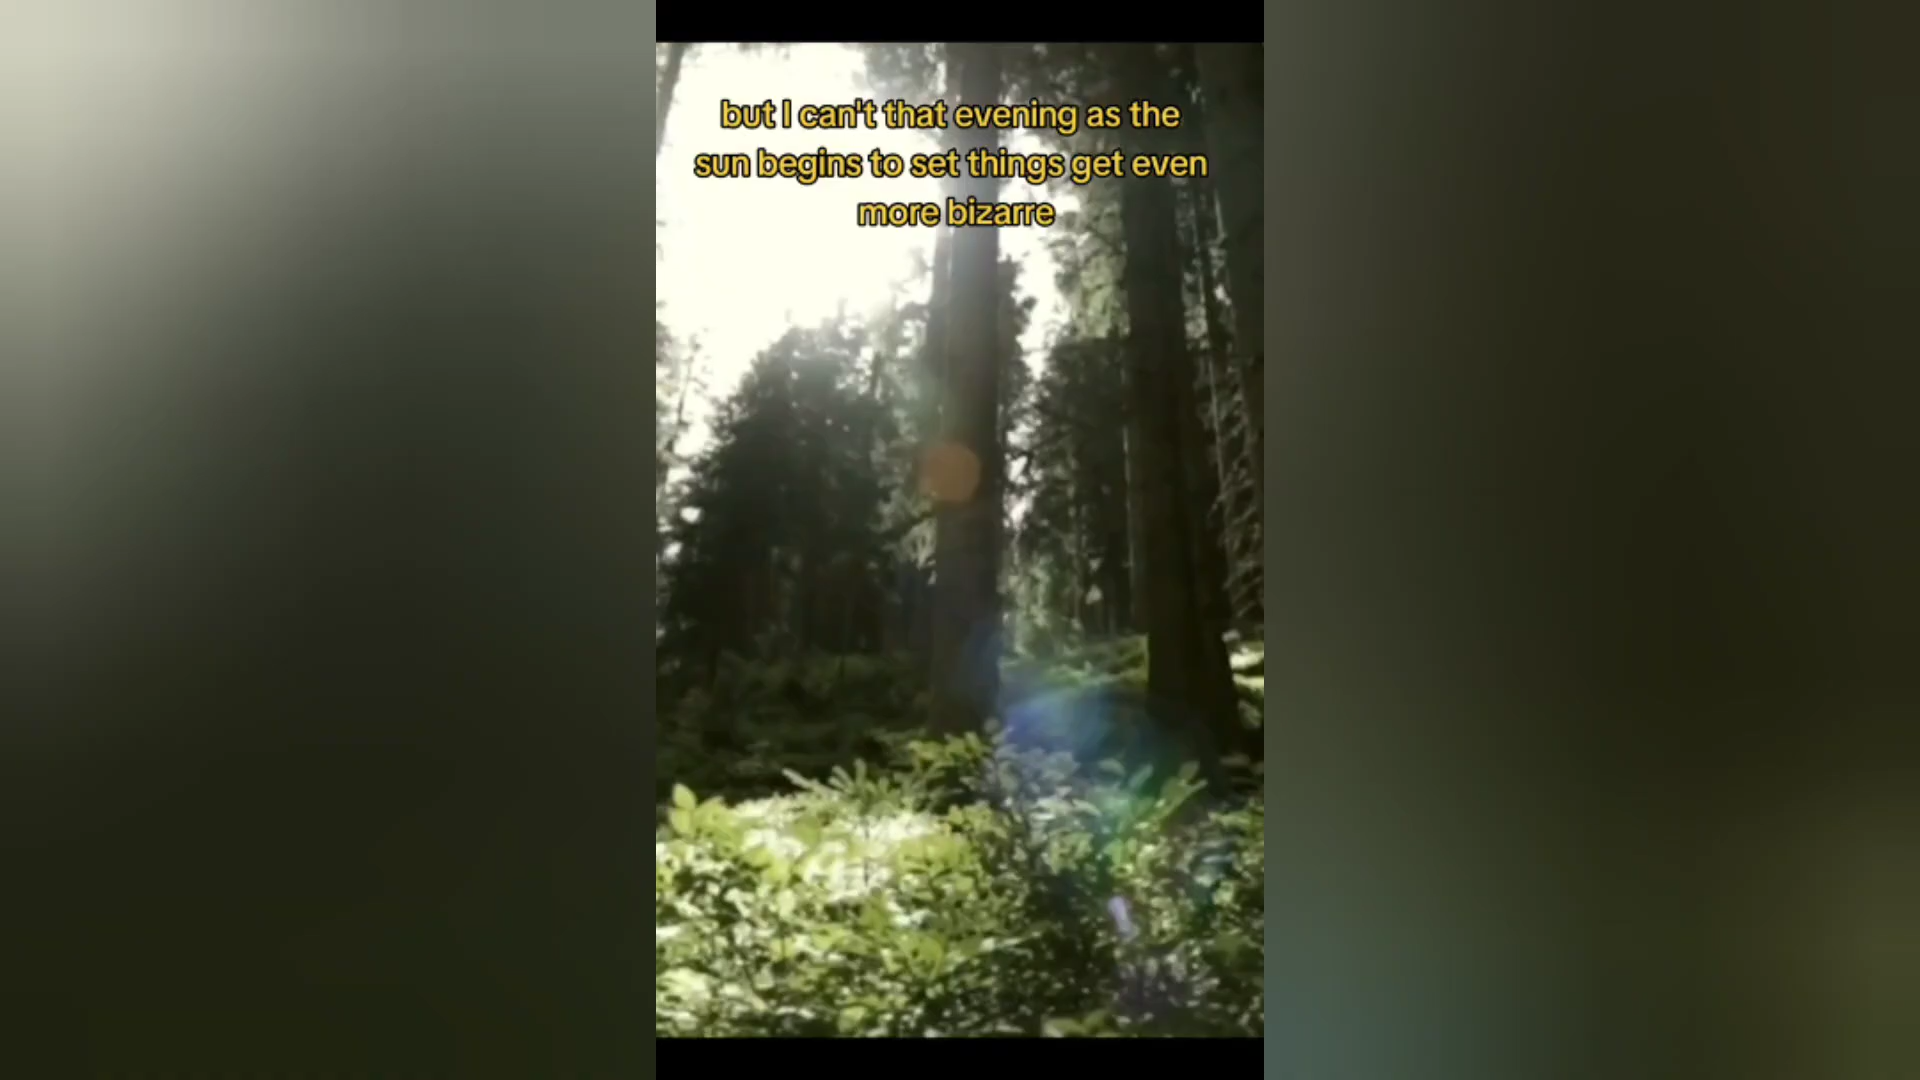 but I can't that evening as the
sun begins to set things get even
more bizarre